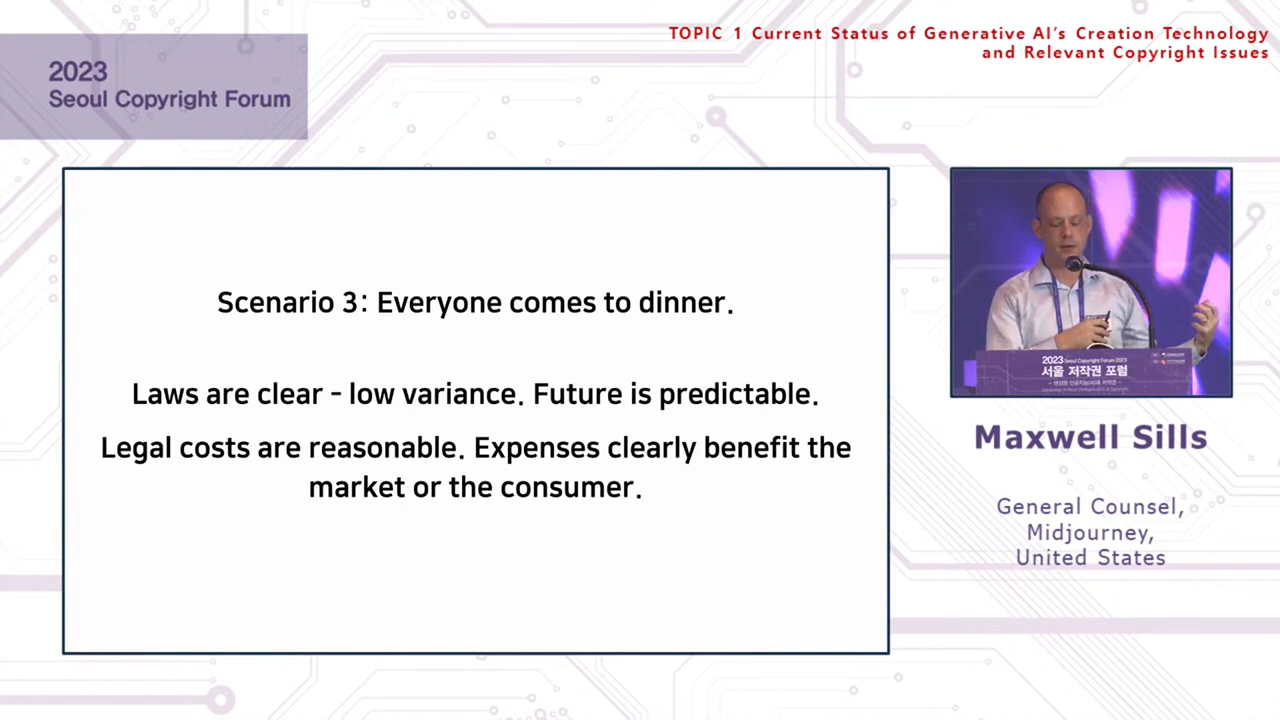 TOPIC 1 Current Status of Generative AI's Creation Technology
and Relevant Copyright Issues
2023
Seoul Copyright Forum
Scenario 3: Everyone comes to dinner.
Laws are clear - low variance. Future is predictable.
Legal costs are reasonable. Expenses clearly benefit the
market or the consumer.
2023 Seoul Copyright Forum 2023
서울 저작권 포럼
Maxwell Sills
General Counsel,
Midjourney,
United States